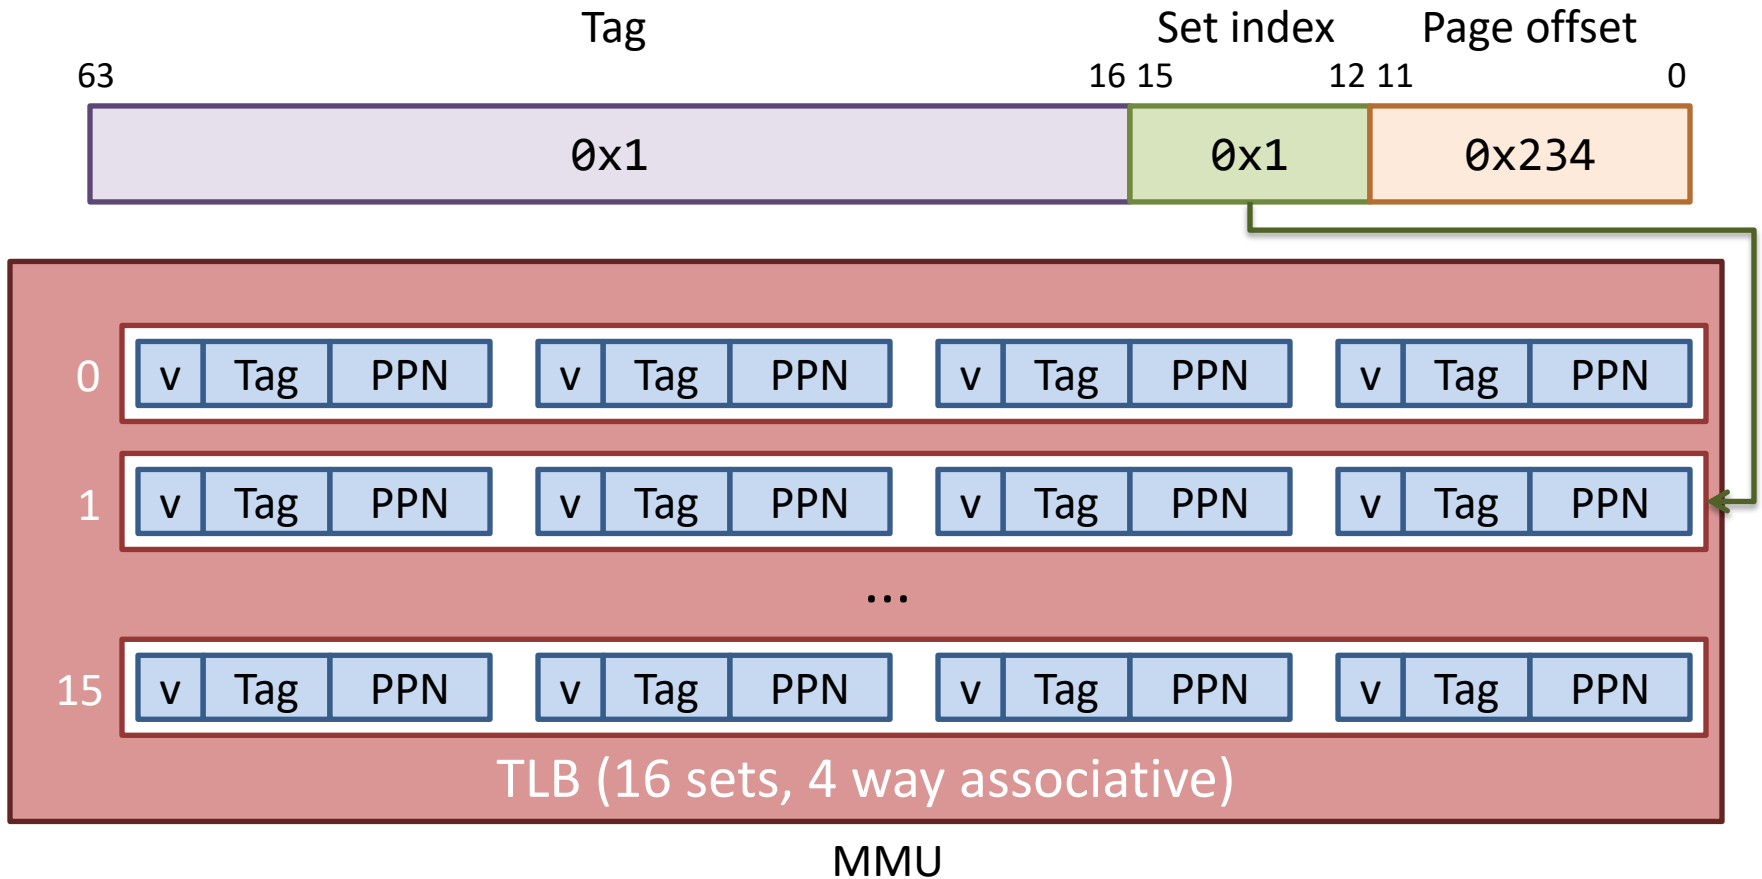 Tag Set index Page offset
63 16 15 12 11 0
0x1 0x1 0x234
0 v Tag PPN v Tag PPN v Tag PPN v Tag PPN
1 v Tag PPN v Tag PPN v Tag PPN v Tag PPN
...
15 v Tag PPN v Tag PPN v Tag PPN v Tag PPN
TLB (16 sets, 4 way associative)
MMU